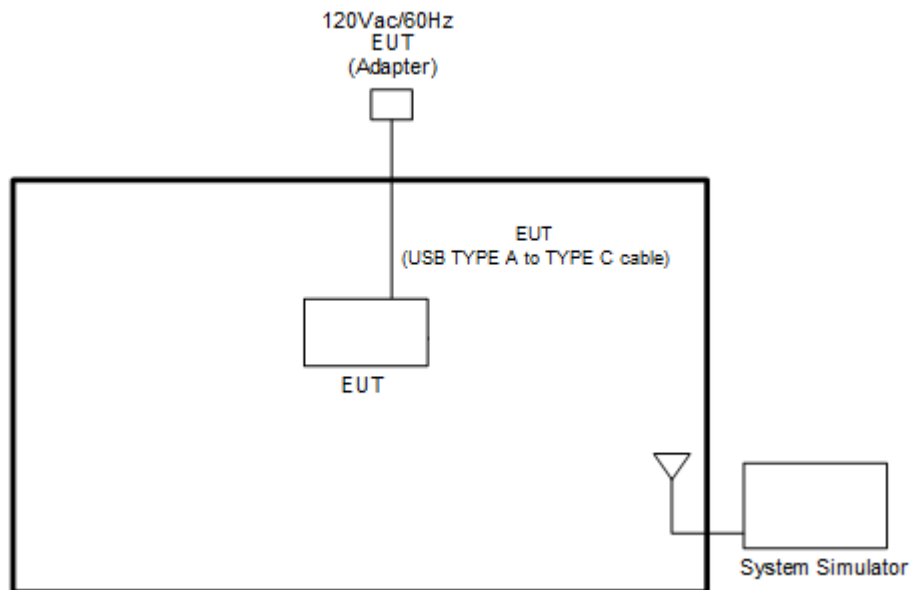 120Vac/60Hz
EUT
(Adapter)
EUT
(USB TYPE A to TYPE C cable)
EUT
System Simulator